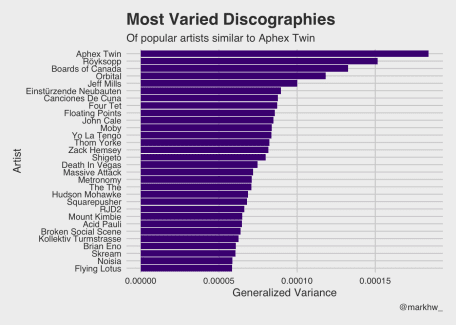 Most Varied Discographies
Of popular artists similar to Aphex Twin
Aphex Twin
Röyksopp
Boards of Canada
Orbital
Jeff Mills
Einstürzende Neubauten
Canciones De Cuna
Four Tet
Floating Points
John Cale
Moby
Yo La Tengo
Thom Yorke
Zack Hemsey
Shigeto
Death In Vegas
Massive Attack
Metronomy
The The
Hudson Mohawke
Squarepusher
RJD2
Mount Kimbie
Acid Pauli
Broken Social Scene
Kollektiv Turmstrasse
Brian Eno
Skream
Noisia
Flying Lotus
Artist
0.00000
0.00005
0.00010
0.00015
Generalized Variance
@markhw_